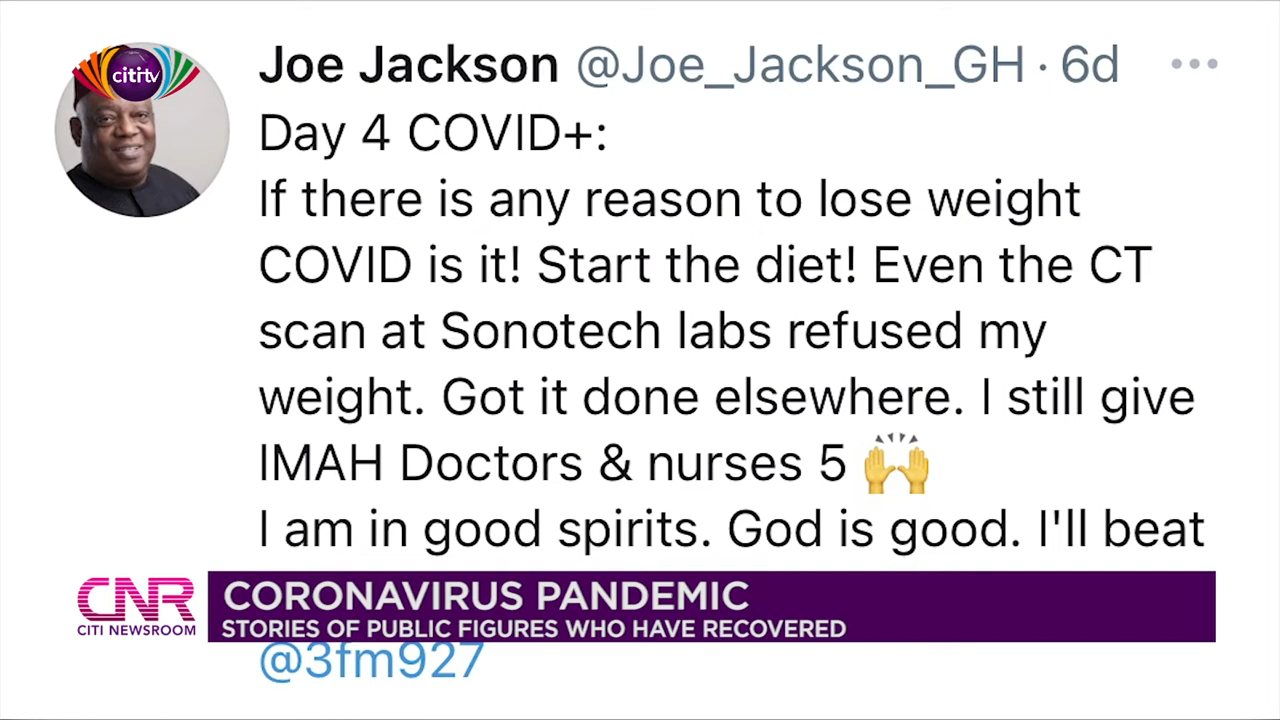 citi tv
Joe Jackson @Joe_Jackson_GH · 6d ...
Day 4 COVID+:
If there is any reason to lose weight
COVID is it! Start the diet! Even the CT
scan at Sonotech labs refused my
weight. Got it done elsewhere. I still give
IMAH Doctors & nurses 5 🙌
I am in good spirits. God is good. I'll beat
CNR
CITI NEWSROOM
CORONAVIRUS PANDEMIC
STORIES OF PUBLIC FIGURES WHO HAVE RECOVERED
@3fm927